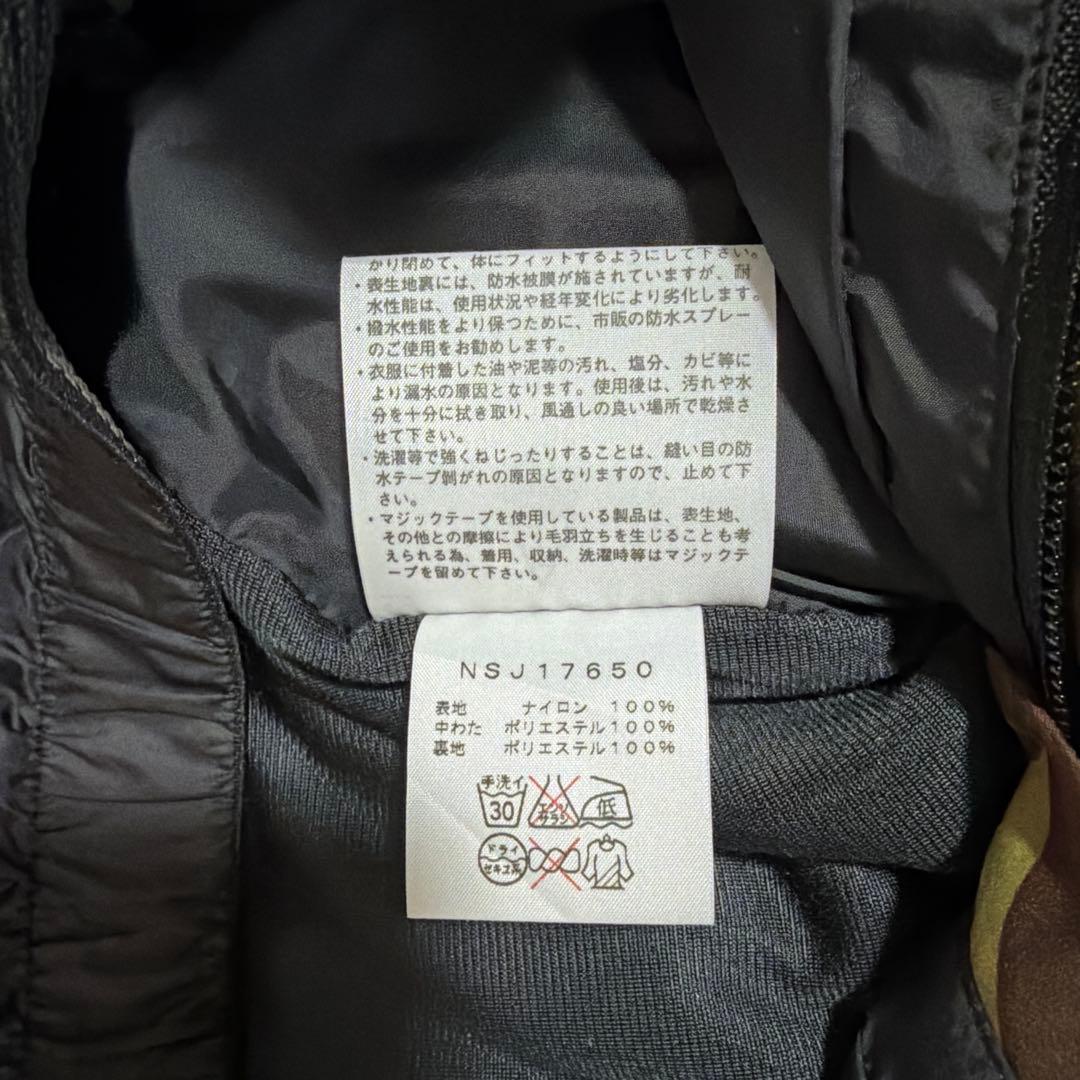 かり閉めて、体にフィットするようにして下さい。
・表生地裏には、防水被膜が施されていますが、耐
水性能は、使用状況や経年変化により劣化します。
・撥水性能をより保つために、市販の防水スプレー
のご使用をお勧めします。
・衣服に付着した油や泥等の汚れ、塩分、カビ等に
より漏水の原因となります。使用後は、汚れや水
分を十分に拭き取り、風通しの良い場所で乾燥さ
せて下さい。
・洗濯等で強くねじったりすることは、縫い目の防
水テープ剝がれの原因となりますので、止めて下
さい。
・マジックテープを使用している製品は、表生地、
その他との摩擦により毛羽立ちを生じることも考
えられる為、着用、収納、洗濯時等はマジックテ
ープを留めて下さい。
NSJ17650
表地 ナイロン 100%
中わた ポリエステル100%
裏地 ポリエステル100%
手洗イ
30 エンソサラシ 低
ドライ
セキユ系